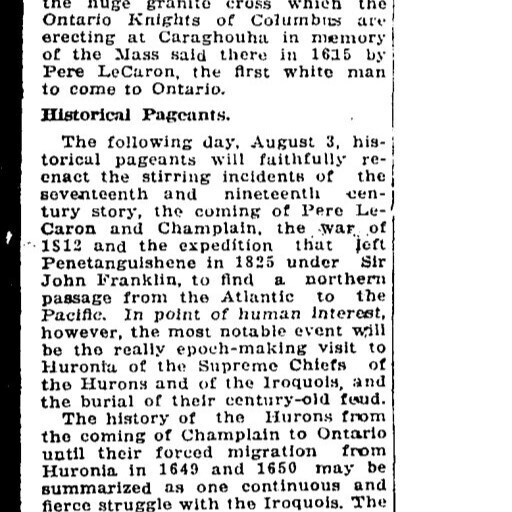 the huge granite cross which the
Ontario Knights of Columbus are
erecting at Caraghouha in memory
of the Mass said there in 1615 by
Pere LeCaron, the first white man
to come to Ontario.
Historical Pageants.
The following day, August 3, his-
torical pageants will faithfully re-
enact the stirring incidents of the
seventeenth and nineteenth cen-
tury story, the coming of Pere Le-
Caron and Champlain, the war of
1812 and the expedition that left
Penetanguishene in 1825 under Sir
John Franklin, to find a northern
passage from the Atlantic to the
Pacific. In point of human interest,
however, the most notable event will
be the really epoch-making visit to
Huronia of the Supreme Chiefs of
the Hurons and of the Iroquois, and
the burial of their century-old feud.
The history of the Hurons from
the coming of Champlain to Ontario
until their forced migration from
Huronia in 1649 and 1650 may be
summarized as one continuous and
fierce struggle with the Iroquois. The